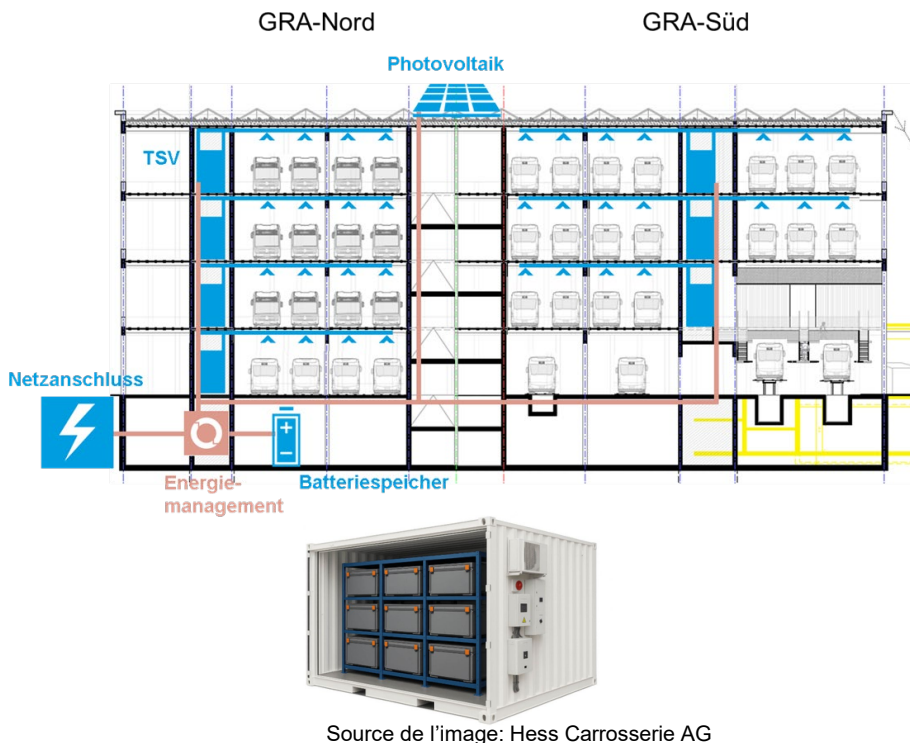 GRA-Nord
GRA-Süd
Photovoltaik
TSV
Netzanschluss
Energie-
management
Batteriespeicher
Source de l'image: Hess Carrosserie AG